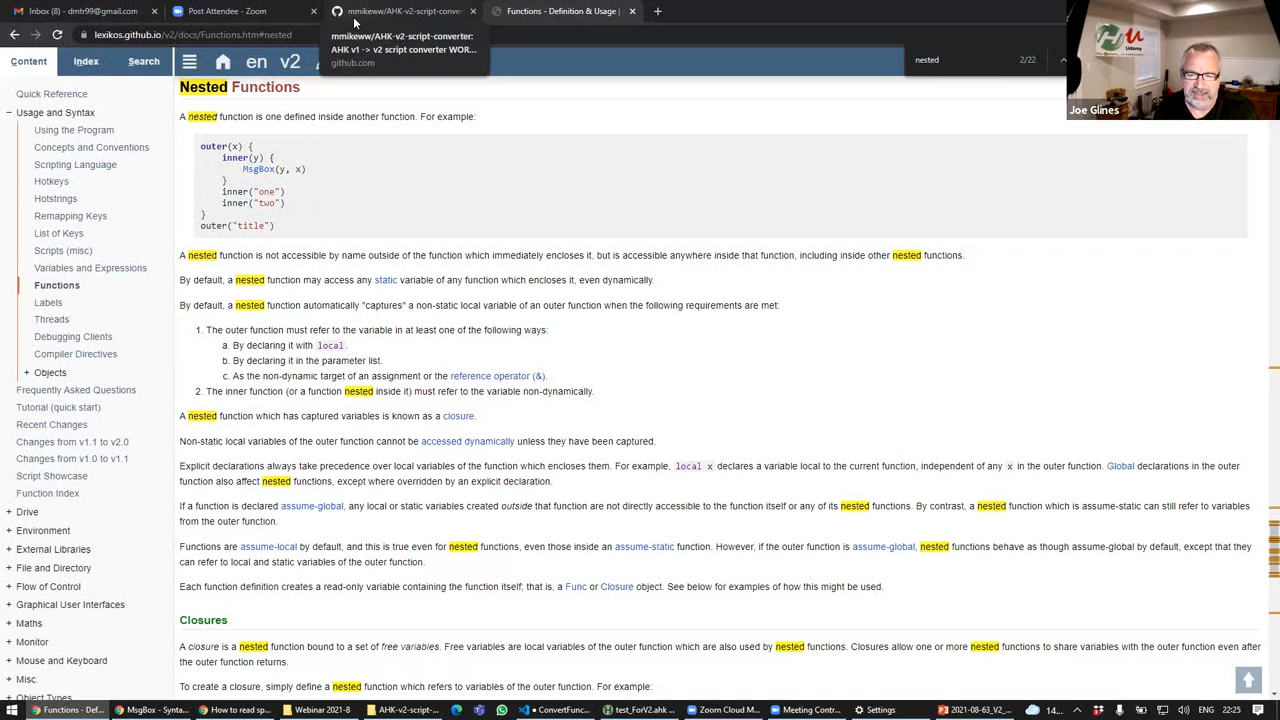 Inbox (8) - dmtr99@gmail.com
Post Attendee - Zoom
mmikeww/AHK-v2-script-conver
Functions - Definition & Usage |
lexikos.github.io/v2/docs/Functions.htm#nested
mmikeww/AHK-v2-script-converter:
AHK v1 -> v2 script converter WOR...
github.com
nested
2/22
Udemy
Joe Glines
Content
Index
Search
en
v2
Quick Reference
Usage and Syntax
Using the Program
Concepts and Conventions
Scripting Language
Hotkeys
Hotstrings
Remapping Keys
List of Keys
Scripts (misc)
Variables and Expressions
Functions
Labels
Threads
Debugging Clients
Compiler Directives
Objects
Frequently Asked Questions
Tutorial (quick start)
Recent Changes
Changes from v1.1 to v2.0
Changes from v1.0 to v1.1
Script Showcase
Function Index
Drive
Environment
External Libraries
File and Directory
Flow of Control
Graphical User Interfaces
Maths
Monitor
Mouse and Keyboard
Misc.
Object Types
Nested Functions
A nested function is one defined inside another function. For example:
outer(x) {
inner(y) {
MsgBox(y, x)
}
inner("one")
inner("two")
}
outer("title")
A nested function is not accessible by name outside of the function which immediately encloses it, but is accessible anywhere inside that function, including inside other nested functions.
By default, a nested function may access any static variable of any function which encloses it, even dynamically.
By default, a nested function automatically "captures" a non-static local variable of an outer function when the following requirements are met:
1. The outer function must refer to the variable in at least one of the following ways:
a. By declaring it with local.
b. By declaring it in the parameter list.
c. As the non-dynamic target of an assignment or the reference operator (&).
2. The inner function (or a function nested inside it) must refer to the variable non-dynamically.
A nested function which has captured variables is known as a closure.
Non-static local variables of the outer function cannot be accessed dynamically unless they have been captured.
Explicit declarations always take precedence over local variables of the function which encloses them. For example, local x declares a variable local to the current function, independent of any x in the outer function. Global declarations in the outer
function also affect nested functions, except where overridden by an explicit declaration.
If a function is declared assume-global, any local or static variables created outside that function are not directly accessible to the function itself or any of its nested functions. By contrast, a nested function which is assume-static can still refer to variables
from the outer function.
Functions are assume-local by default, and this is true even for nested functions, even those inside an assume-static function. However, if the outer function is assume-global, nested functions behave as though assume-global by default, except that they
can refer to local and static variables of the outer function.
Each function definition creates a read-only variable containing the function itself; that is, a Func or Closure object. See below for examples of how this might be used.
Closures
A closure is a nested function bound to a set of free variables. Free variables are local variables of the outer function which are also used by nested functions. Closures allow one or more nested functions to share variables with the outer function even after
the outer function returns.
To create a closure, simply define a nested function which refers to variables of the outer function. For example:
Functions - Def...
MsgBox - Synta...
How to read sp...
Webinar 2021-8
AHK-v2-script-...
ConvertFunc...
test_ForV2.ahk ...
Zoom Cloud M...
Meeting Contr...
Settings
2021-08-63_V2_...
14...
22:25